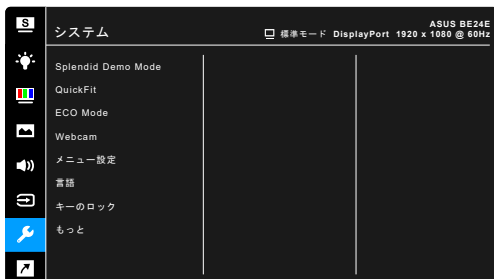 S
システム
ASUS BE24E
標準モード DisplayPort 1920 x 1080 @ 60Hz
Splendid Demo Mode
QuickFit
ECO Mode
Webcam
メニュー設定
言語
キーのロック
もっと